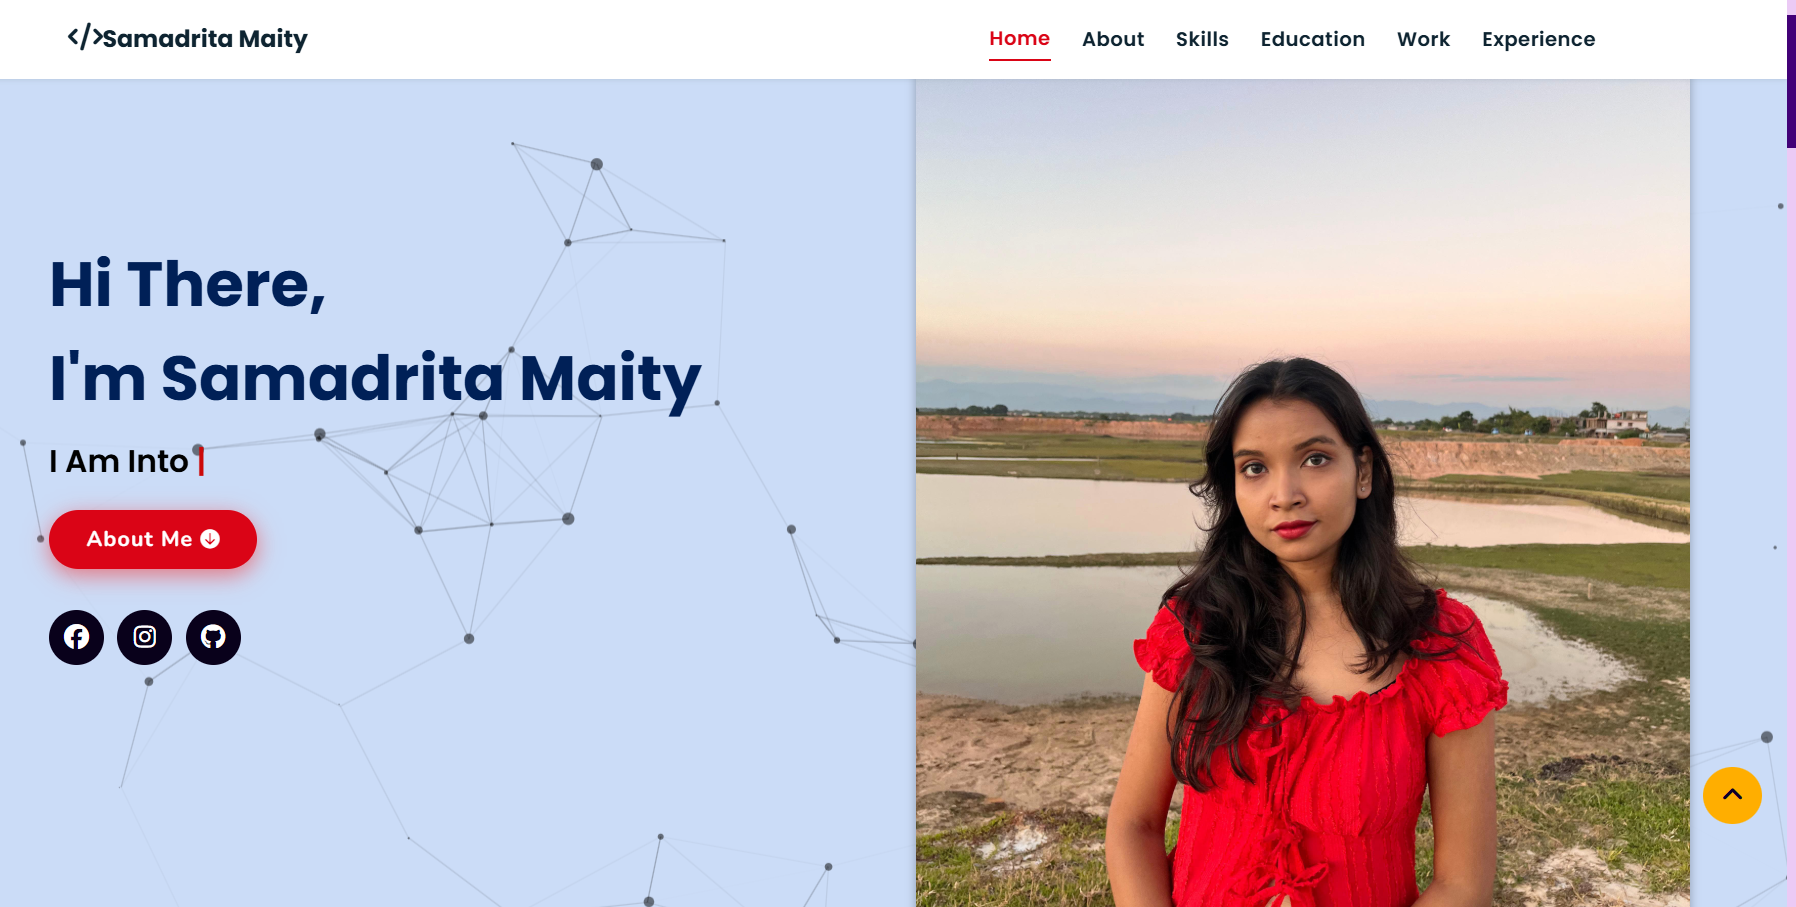 </>Samadrita Maity
Home About Skills Education Work Experience
Hi There,
I'm Samadrita Maity
I Am Into |
About Me